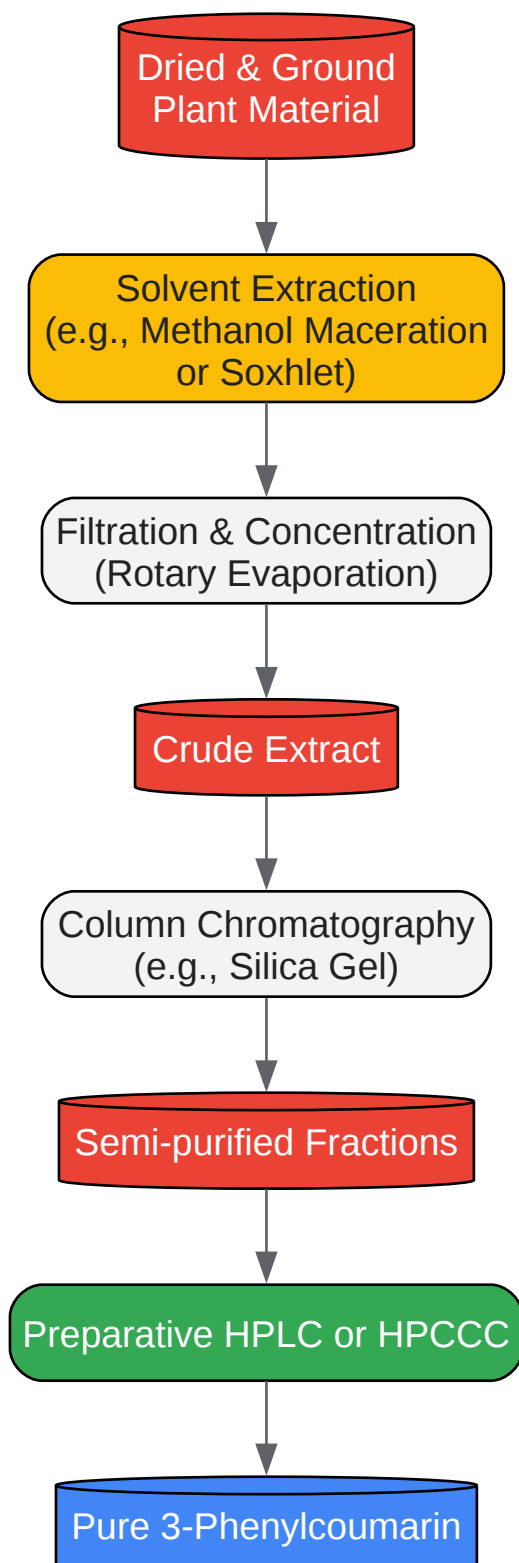 Dried & Ground
Plant Material
Solvent Extraction
(e.g., Methanol Maceration
or Soxhlet)
Filtration & Concentration
(Rotary Evaporation)
Crude Extract
Column Chromatography
(e.g., Silica Gel)
Semi-purified Fractions
Preparative HPLC or HPCCC
Pure 3-Phenylcoumarin